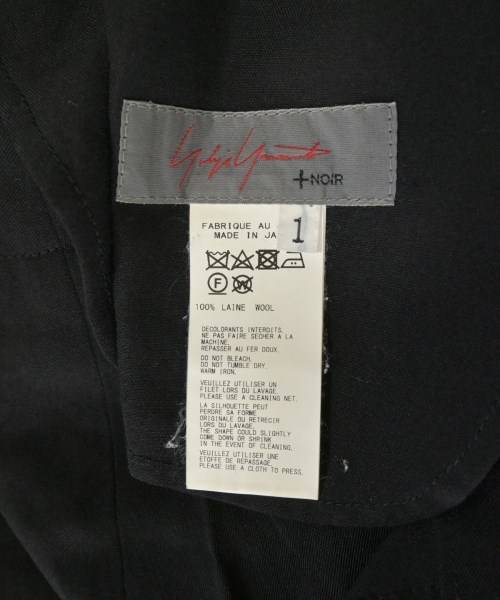 Yohji Yamamoto
+NOIR
1
FABRIQUE AU
MADE IN JA
F W
100% LAINE WOOL
DECOLORANTS INTERDITS.
NE PAS FAIRE SECHER A LA
MACHINE.
REPASSER AU FER DOUX
DO NOT BLEACH.
DO NOT TUMBLE DRY.
WARM IRON.
VEUILLEZ UTILISER UN
FILET LORS DU LAVAGE.
PLEASE USE A CLEANING NET.
LA SILHOUETTE PEUT
PERDRE SA FORME
ORIGINALE OU RETRECIR
LORS DU LAVAGE.
THE SHAPE COULD SLIGHTLY
COME DOWN OR SHRINK
IN THE EVENT OF CLEANING.
VEUILLEZ UTILISER UNE
ETOFFE DE REPASSAGE.
PLEASE USE A CLOTH TO PRESS.